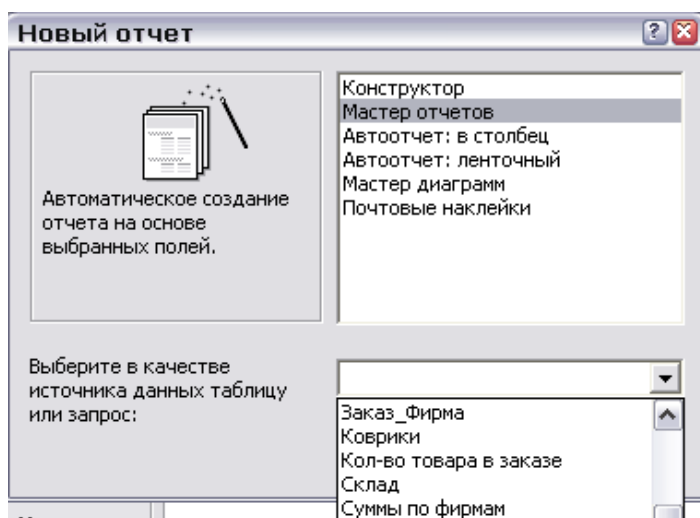 Новый отчет
Конструктор
Мастер отчетов
Автоотчет: в столбец
Автоотчет: ленточный
Мастер диаграмм
Почтовые наклейки
Автоматическое создание
отчета на основе
выбранных полей.
Выберите в качестве
источника данных таблицу
или запрос:
Заказ_Фирма
Коврики
Кол-во товара в заказе
Склад
Суммы по фирмам